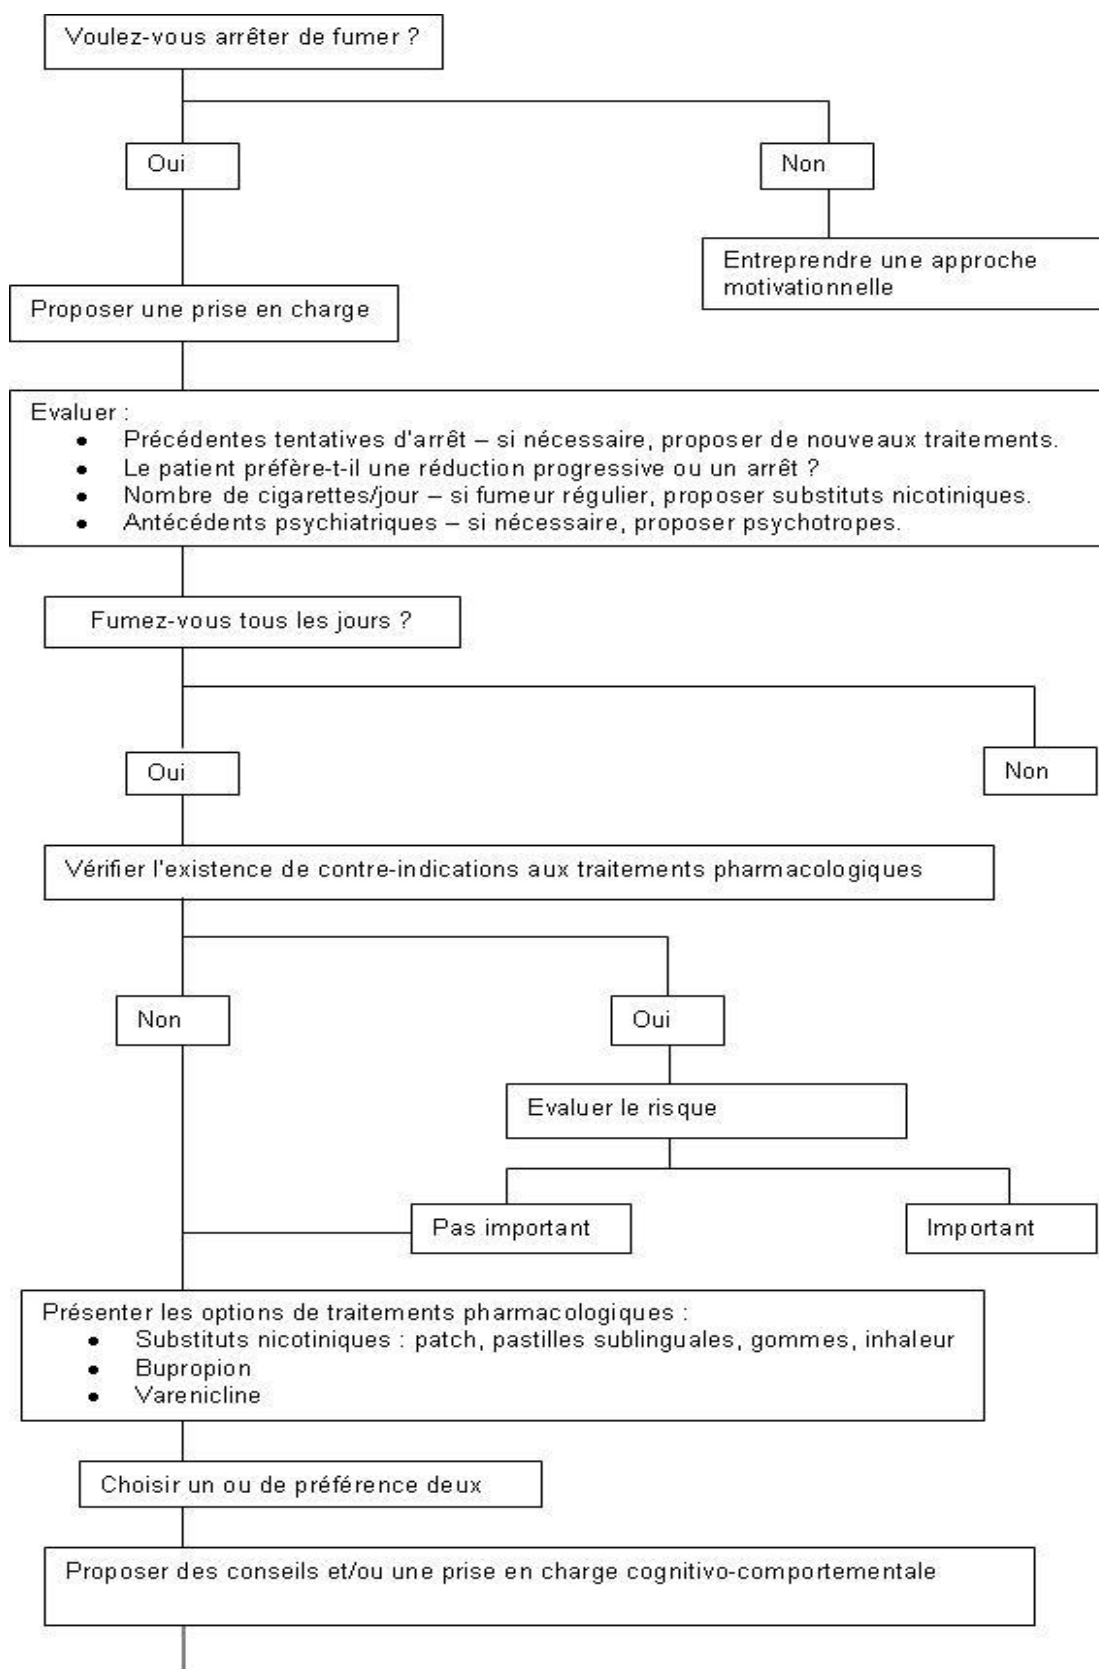 Voulez-vous arrêter de fumer ?
Oui
Non
Entreprendre une approche
motivationnelle
Proposer une prise en charge
Evaluer :
● Précédentes tentatives d'arrêt – si nécessaire, proposer de nouveaux traitements.
● Le patient préfère-t-il une réduction progressive ou un arrêt ?
● Nombre de cigarettes/jour – si fumeur régulier, proposer substituts nicotiniques.
● Antécédents psychiatriques – si nécessaire, proposer psychotropes.
Fumez-vous tous les jours ?
Oui
Non
Vérifier l'existence de contre-indications aux traitements pharmacologiques
Non
Oui
Evaluer le risque
Pas important
Important
Présenter les options de traitements pharmacologiques :
● Substituts nicotiniques : patch, pastilles sublinguales, gommes, inhaleur
● Bupropion
● Varenicline
Choisir un ou de préférence deux
Proposer des conseils et/ou une prise en charge cognitivo-comportementale